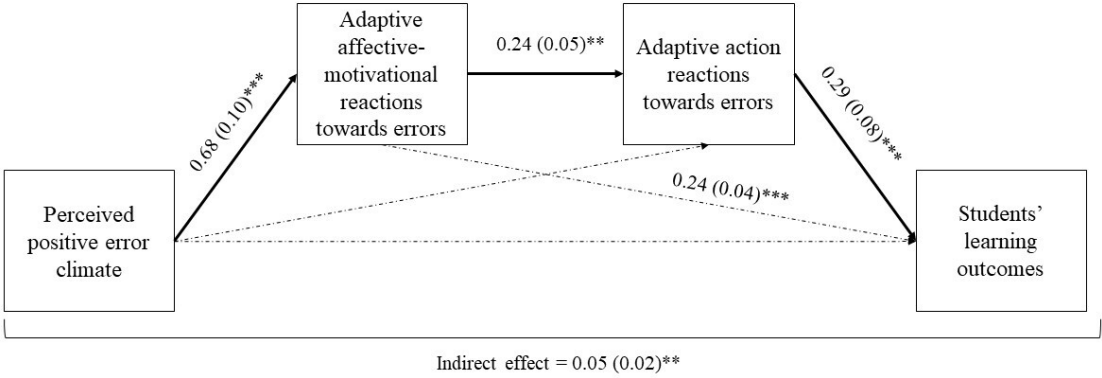 Adaptive
affective-
motivational
reactions
towards errors
0.24 (0.05)**
Adaptive action
reactions
towards errors
0.68 (0.10)***
0.29 (0.08)***
0.24 (0.04)***
Perceived
positive error
climate
Students’
learning
outcomes
Indirect effect = 0.05 (0.02)**